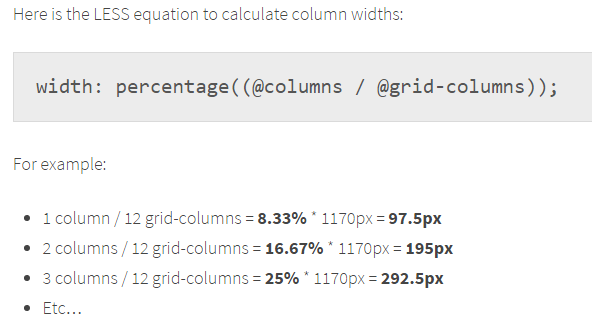 Here is the LESS equation to calculate column widths:
width: percentage((@columns / @grid-columns));
For example:
• 1 column / 12 grid-columns = 8.33% * 1170px = 97.5px
• 2 columns / 12 grid-columns = 16.67% * 1170px = 195px
• 3 columns / 12 grid-columns = 25% * 1170px = 292.5px
• Etc…